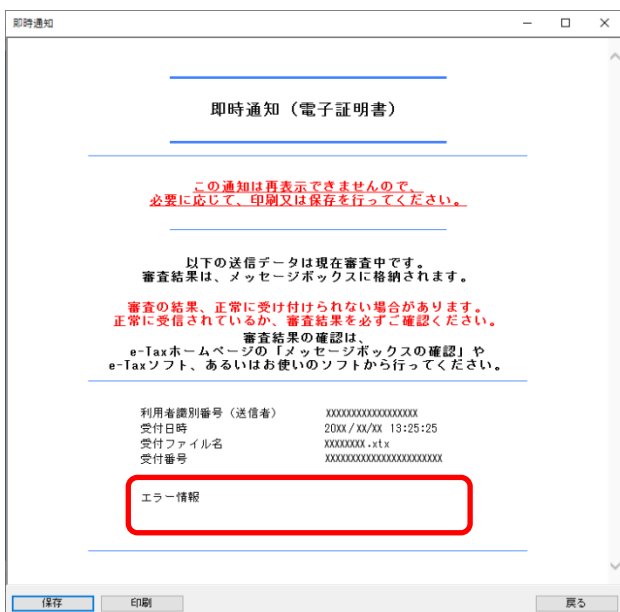 即時通知
即時通知（電子証明書）
この通知は再表示できませんので、
必要に応じて、印刷又は保存を行ってください。
以下の送信データは現在審査中です。
審査結果は、メッセージボックスに格納されます。
審査の結果、正常に受け付けられない場合があります。
正常に受信されているか、審査結果を必ずご確認ください。
審査結果の確認は、
e-Taxホームページの「メッセージボックスの確認」や
e-Taxソフト、あるいはお使いのソフトから行ってください。
利用者識別番号（送信者） XXXXXXXXXXXXXXXXXX
受付日時 20XX/XX/XX 13:25:25
受付ファイル名 XXXXXXXX.xtx
受付番号 XXXXXXXXXXXXXXXXXXXXXXX
エラー情報
保存 印刷 戻る